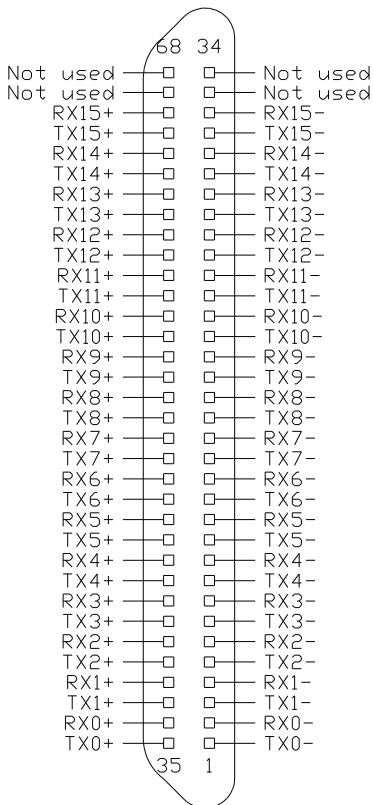 68 34
Not used Not used
Not used Not used
RX15+ RX15-
TX15+ TX15-
RX14+ RX14-
TX14+ TX14-
RX13+ RX13-
TX13+ TX13-
RX12+ RX12-
TX12+ TX12-
RX11+ RX11-
TX11+ TX11-
RX10+ RX10-
TX10+ TX10-
RX9+ RX9-
TX9+ TX9-
RX8+ RX8-
TX8+ TX8-
RX7+ RX7-
TX7+ TX7-
RX6+ RX6-
TX6+ TX6-
RX5+ RX5-
TX5+ TX5-
RX4+ RX4-
TX4+ TX4-
RX3+ RX3-
TX3+ TX3-
RX2+ RX2-
TX2+ TX2-
RX1+ RX1-
TX1+ TX1-
RX0+ RX0-
TX0+ TX0-
35 1